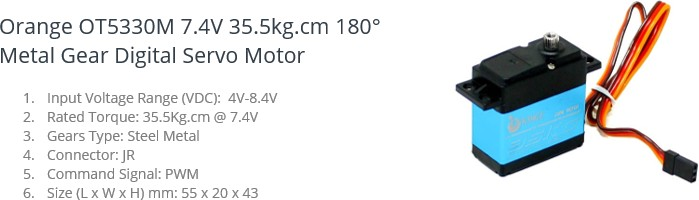 Orange OT5330M 7.4V 35.5kg.cm 180°
Metal Gear Digital Servo Motor
1. Input Voltage Range (VDC): 4V-8.4V
2. Rated Torque: 35.5Kg.cm @ 7.4V
3. Gears Type: Steel Metal
4. Connector: JR
5. Command Signal: PWM
6. Size (L x W x H) mm: 55 x 20 x 43